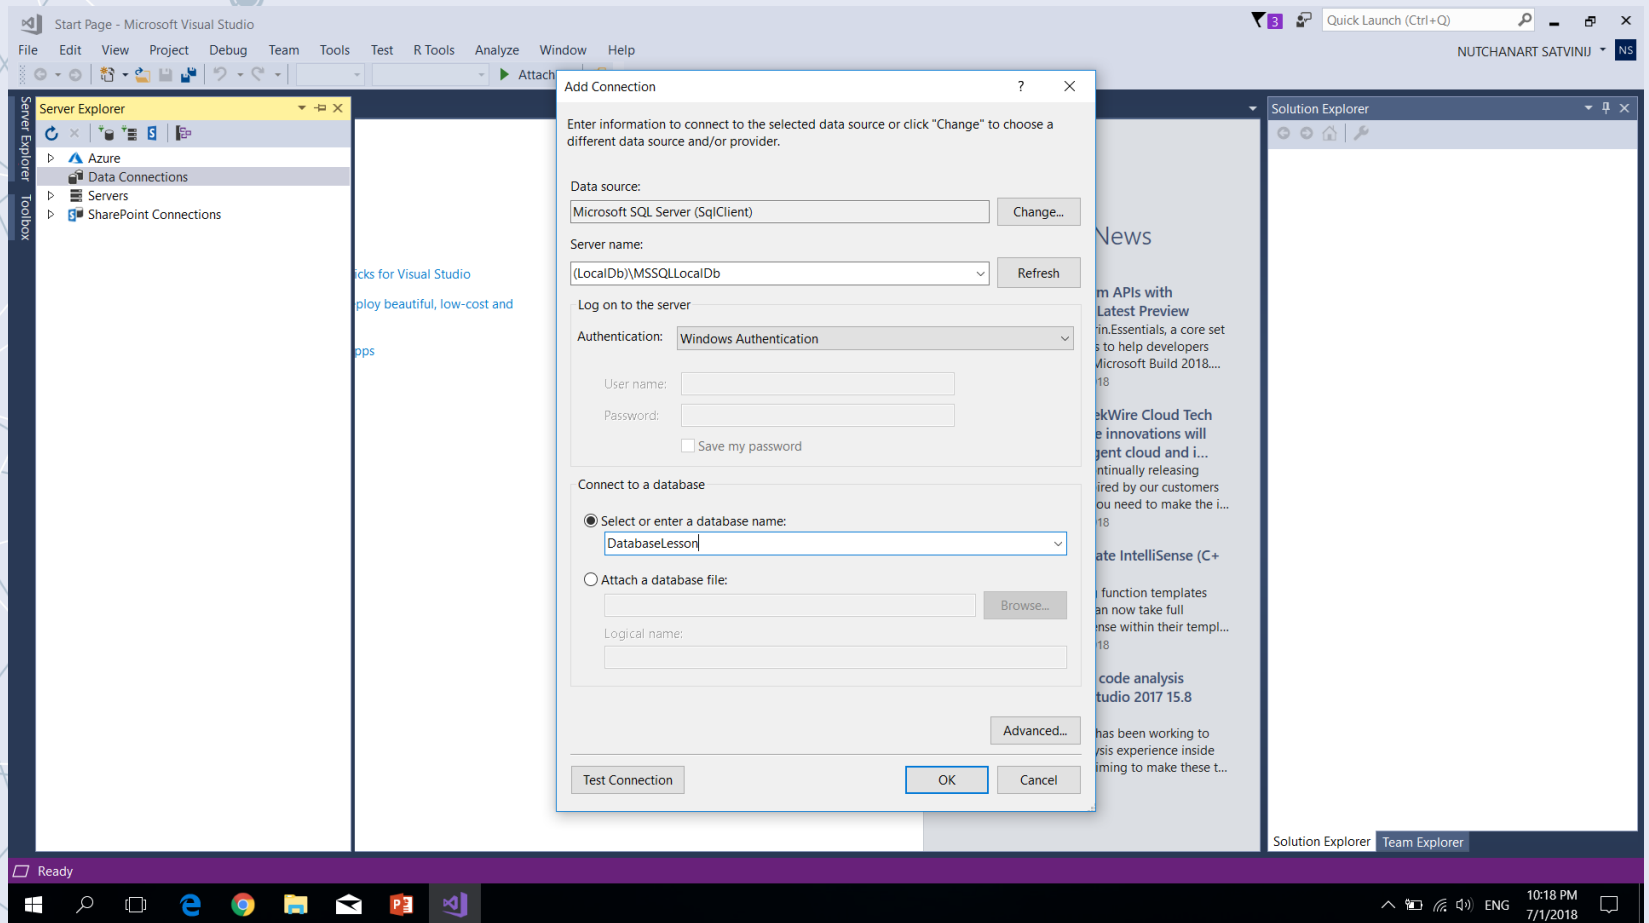 Start Page - Microsoft Visual Studio
3
Quick Launch (Ctrl+Q)
File Edit View Project Debug Team Tools Test R Tools Analyze Window Help
NUTCHANART SATVINIJ
NS
Attach
Server Explorer
Toolbox
Server Explorer
Azure
Data Connections
Servers
SharePoint Connections
icks for Visual Studio
ploy beautiful, low-cost and
pps
Add Connection
?
Enter information to connect to the selected data source or click "Change" to choose a
different data source and/or provider.
Data source:
Microsoft SQL Server (SqlClient)
Change...
Server name:
(LocalDb)\MSSQLLocalDb
Refresh
Log on to the server
Authentication: Windows Authentication
User name:
Password:
Save my password
Connect to a database
Select or enter a database name:
DatabaseLesson
Attach a database file:
Browse...
Logical name:
Advanced...
Test Connection
OK
Cancel
News
m APIs with
Latest Preview
rin.Essentials, a core set
s to help developers
Microsoft Build 2018....
18
ekWire Cloud Tech
e innovations will
gent cloud and i...
ntinually releasing
ired by our customers
ou need to make the i...
18
ate IntelliSense (C+
function templates
an now take full
nse within their templ...
18
code analysis
tudio 2017 15.8
has been working to
ysis experience inside
iming to make these t...
Solution Explorer
Solution Explorer Team Explorer
Ready
ENG
10:18 PM
7/1/2018